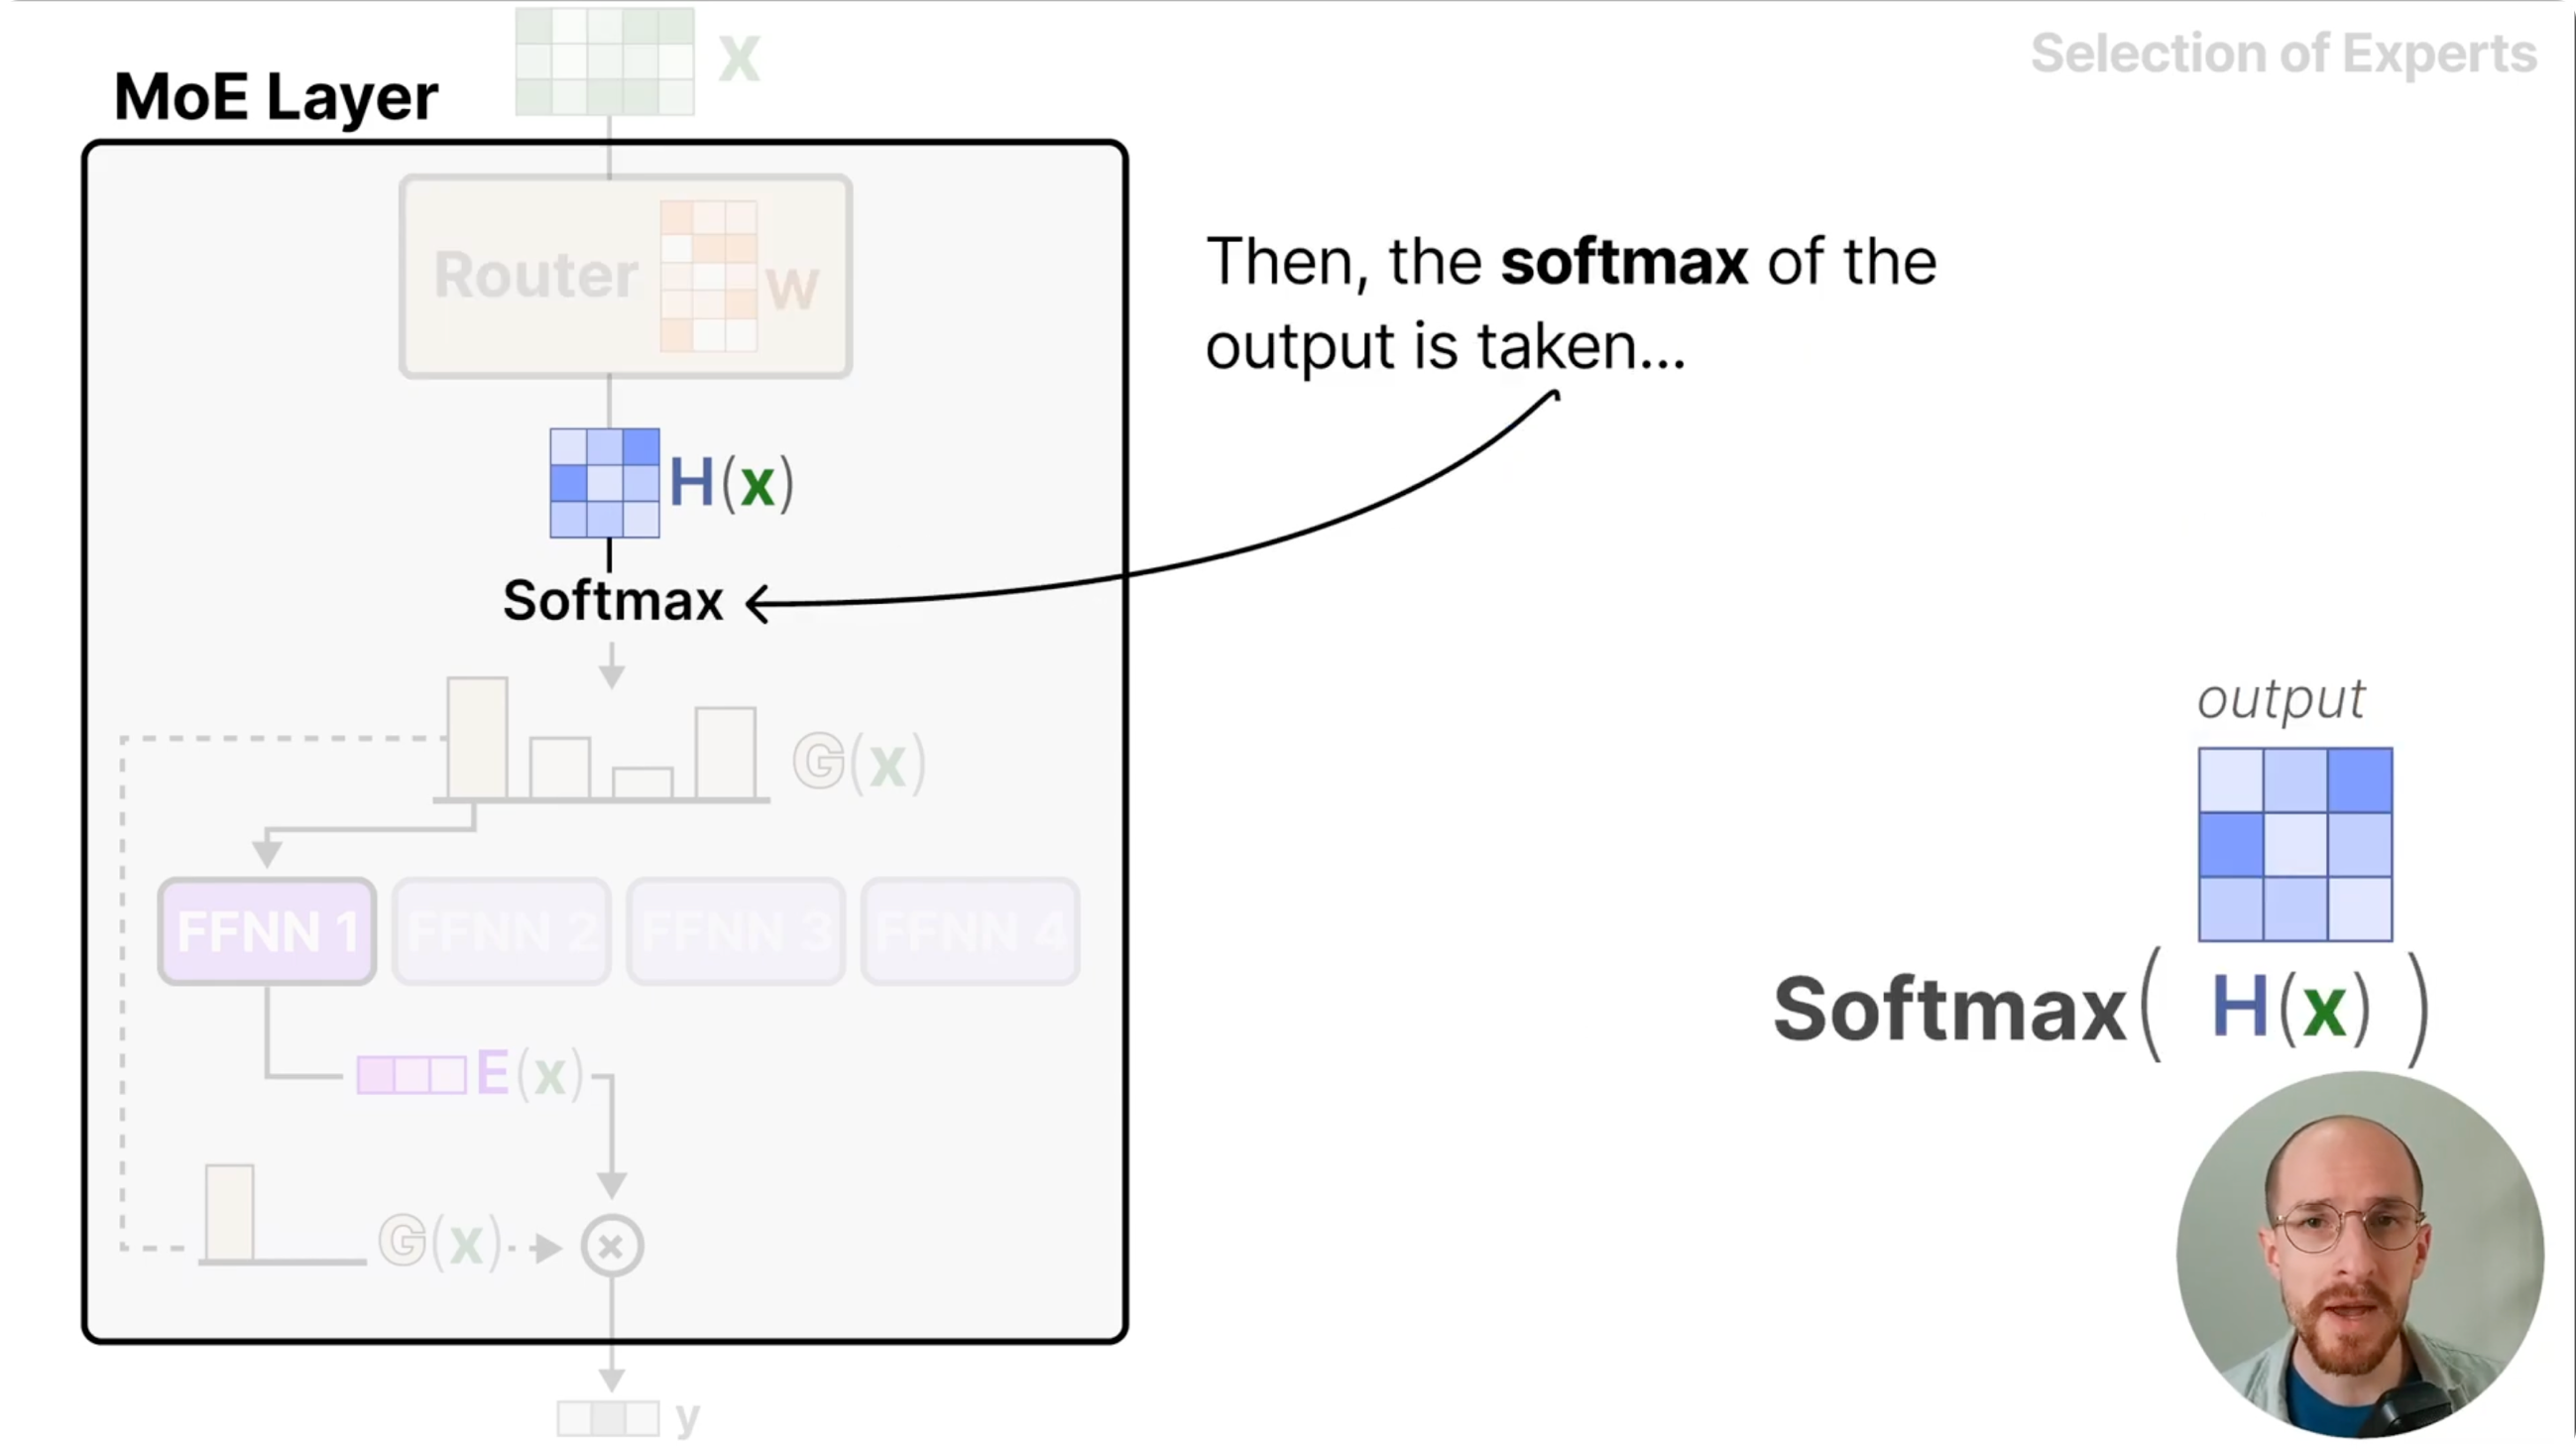 Selection of Experts
X
MoE Layer
Router
W
Then, the softmax of the
output is taken...
H(x)
Softmax
G(x)
FFNN 1
FFNN 2
FFNN 3
FFNN 4
E(x)
G(x)
y
output
Softmax( H(x) )